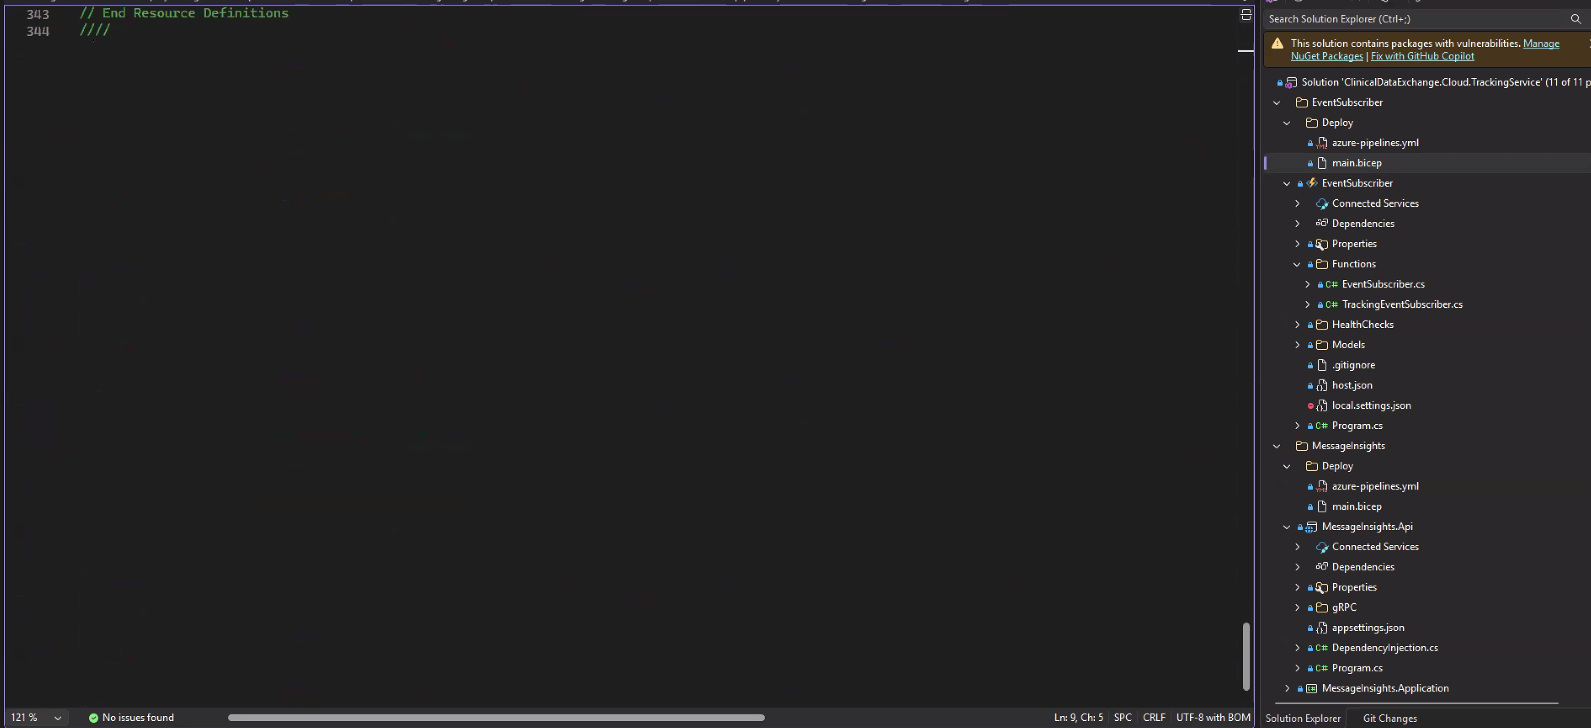 343 // End Resource Definitions
344 ////
121 %
No issues found
Ln: 9, Ch: 5 SPC CRLF UTF-8 with BOM
Search Solution Explorer (Ctrl+;)
This solution contains packages with vulnerabilities. Manage
NuGet Packages | Fix with GitHub Copilot
Solution 'ClinicalDataExchange.Cloud.TrackingService' (11 of 11 p
EventSubscriber
Deploy
azure-pipelines.yml
main.bicep
EventSubscriber
Connected Services
Dependencies
Properties
Functions
C# EventSubscriber.cs
C# TrackingEventSubscriber.cs
HealthChecks
Models
.gitignore
host.json
local.settings.json
C# Program.cs
MessageInsights
Deploy
azure-pipelines.yml
main.bicep
MessageInsights.Api
Connected Services
Dependencies
Properties
gRPC
appsettings.json
C# DependencyInjection.cs
C# Program.cs
MessageInsights.Application
Solution Explorer Git Changes